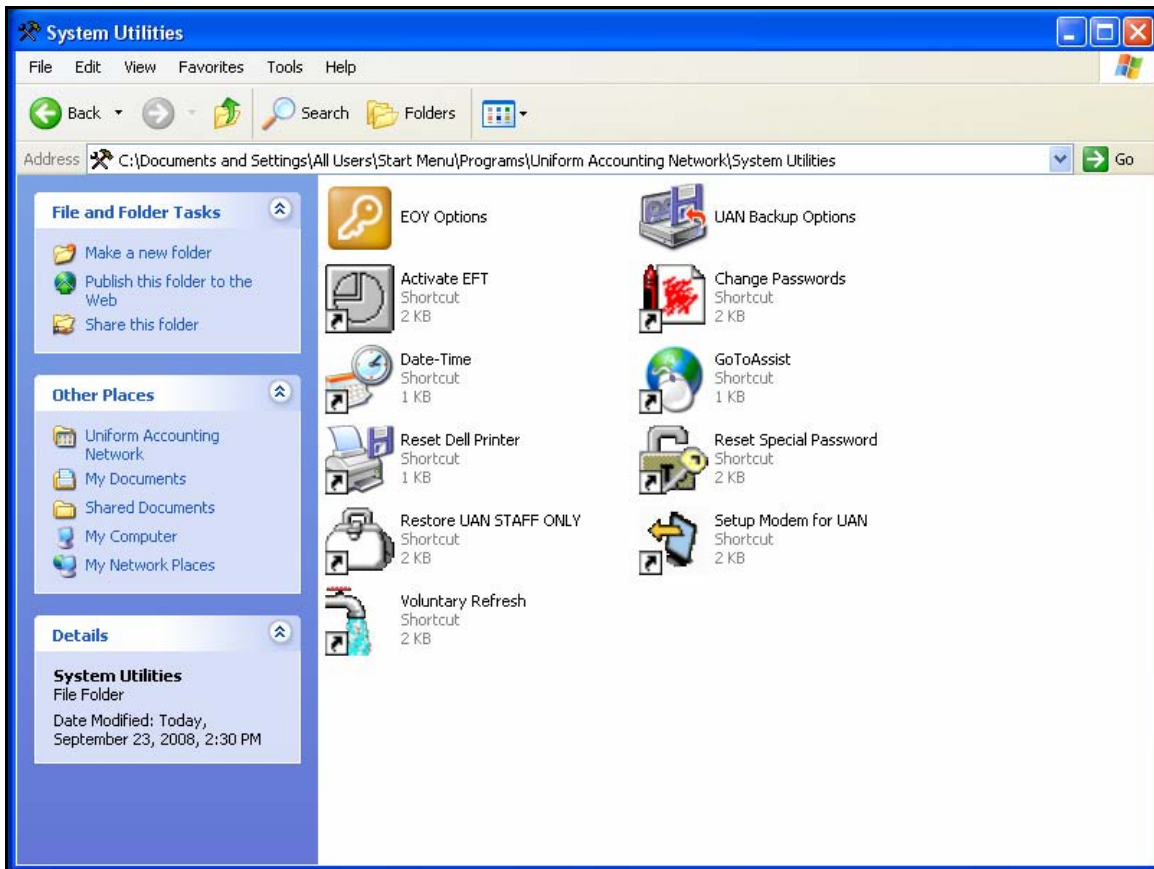 System Utilities
File Edit View Favorites Tools Help
Back Search Folders
Address C:\Documents and Settings\All Users\Start Menu\Programs\Uniform Accounting Network\System Utilities Go
File and Folder Tasks
Make a new folder
Publish this folder to the
Web
Share this folder
Other Places
Uniform Accounting
Network
My Documents
Shared Documents
My Computer
My Network Places
Details
System Utilities
File Folder
Date Modified: Today,
September 23, 2008, 2:30 PM
EOY Options
UAN Backup Options
Activate EFT
Shortcut
2 KB
Change Passwords
Shortcut
2 KB
Date-Time
Shortcut
1 KB
GoToAssist
Shortcut
1 KB
Reset Dell Printer
Shortcut
1 KB
Reset Special Password
Shortcut
2 KB
Restore UAN STAFF ONLY
Shortcut
2 KB
Setup Modem for UAN
Shortcut
2 KB
Voluntary Refresh
Shortcut
2 KB